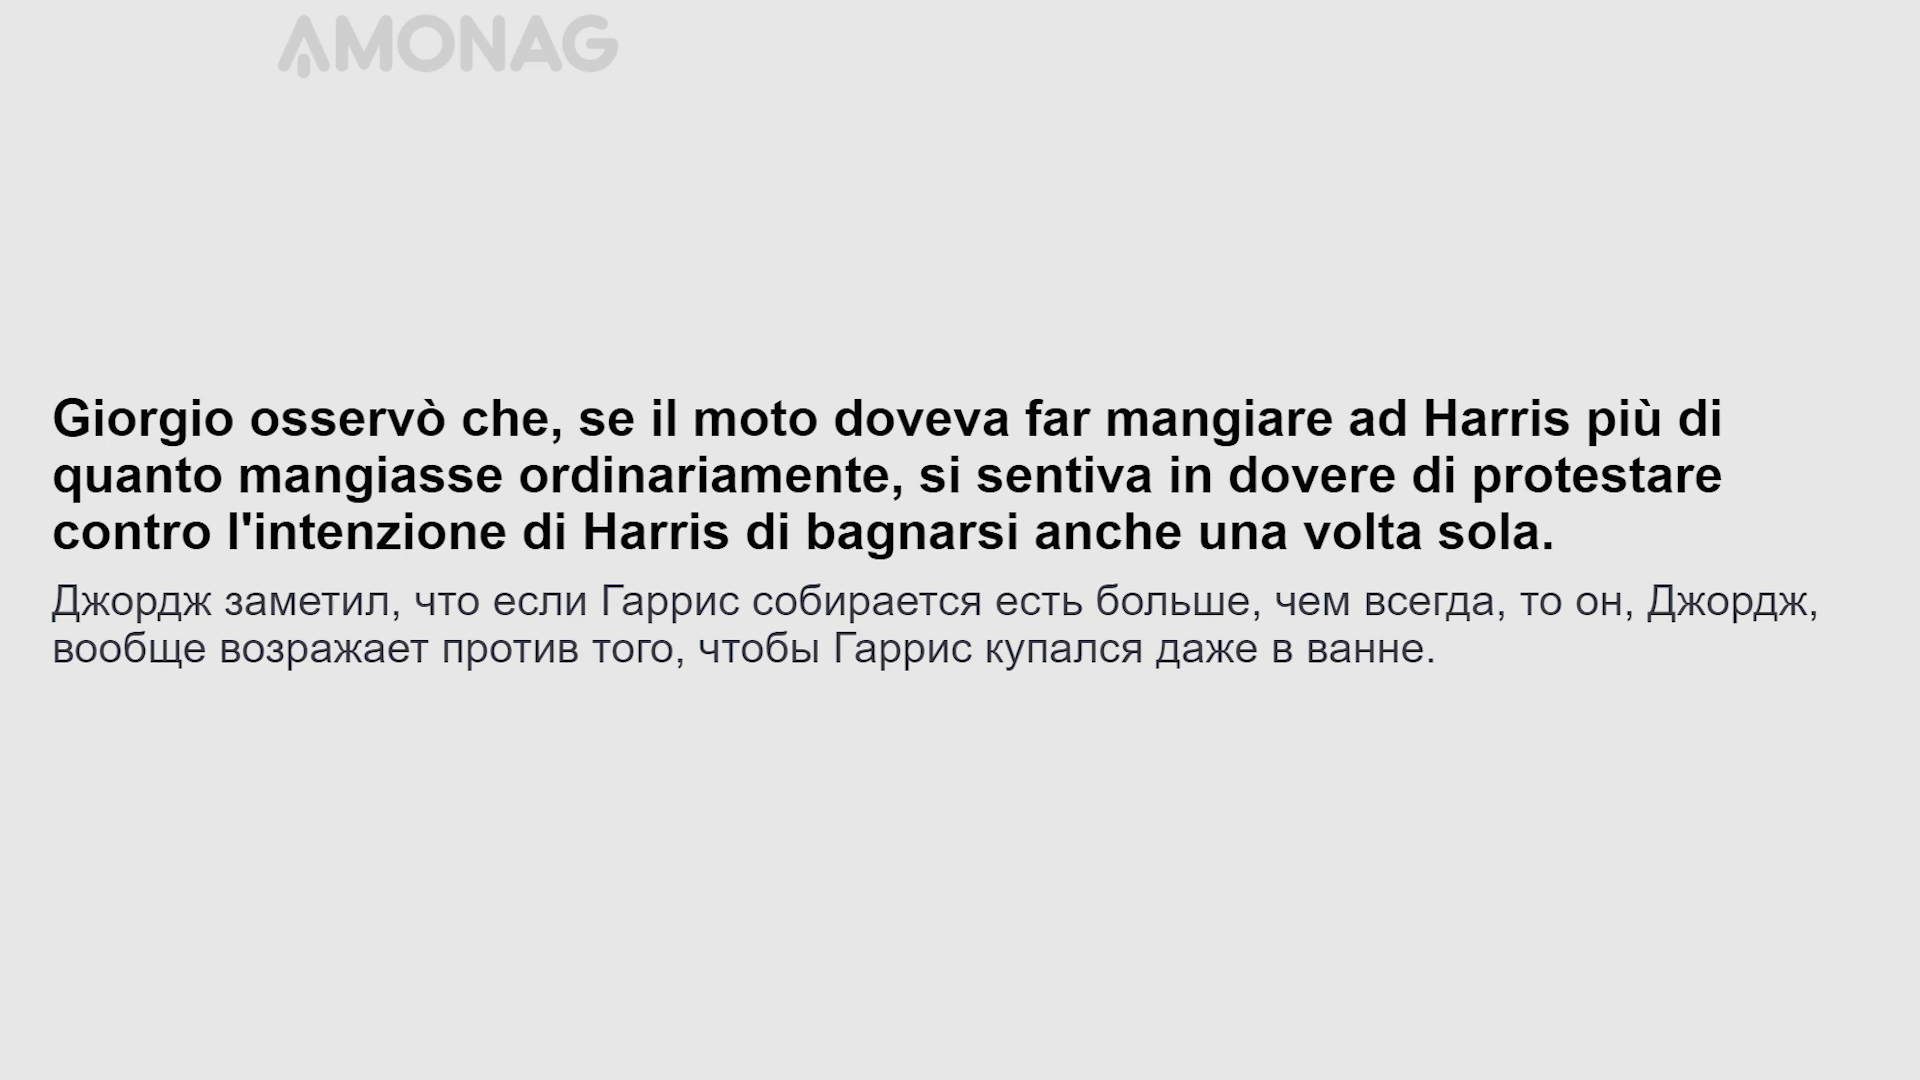 AMONAG
Giorgio osservò che, se il moto doveva far mangiare ad Harris più di
quanto mangiasse ordinariamente, si sentiva in dovere di protestare
contro l'intenzione di Harris di bagnarsi anche una volta sola.
Джордж заметил, что если Гаррис собирается есть больше, чем всегда, то он, Джордж,
вообще возражает против того, чтобы Гаррис купался даже в ванне.